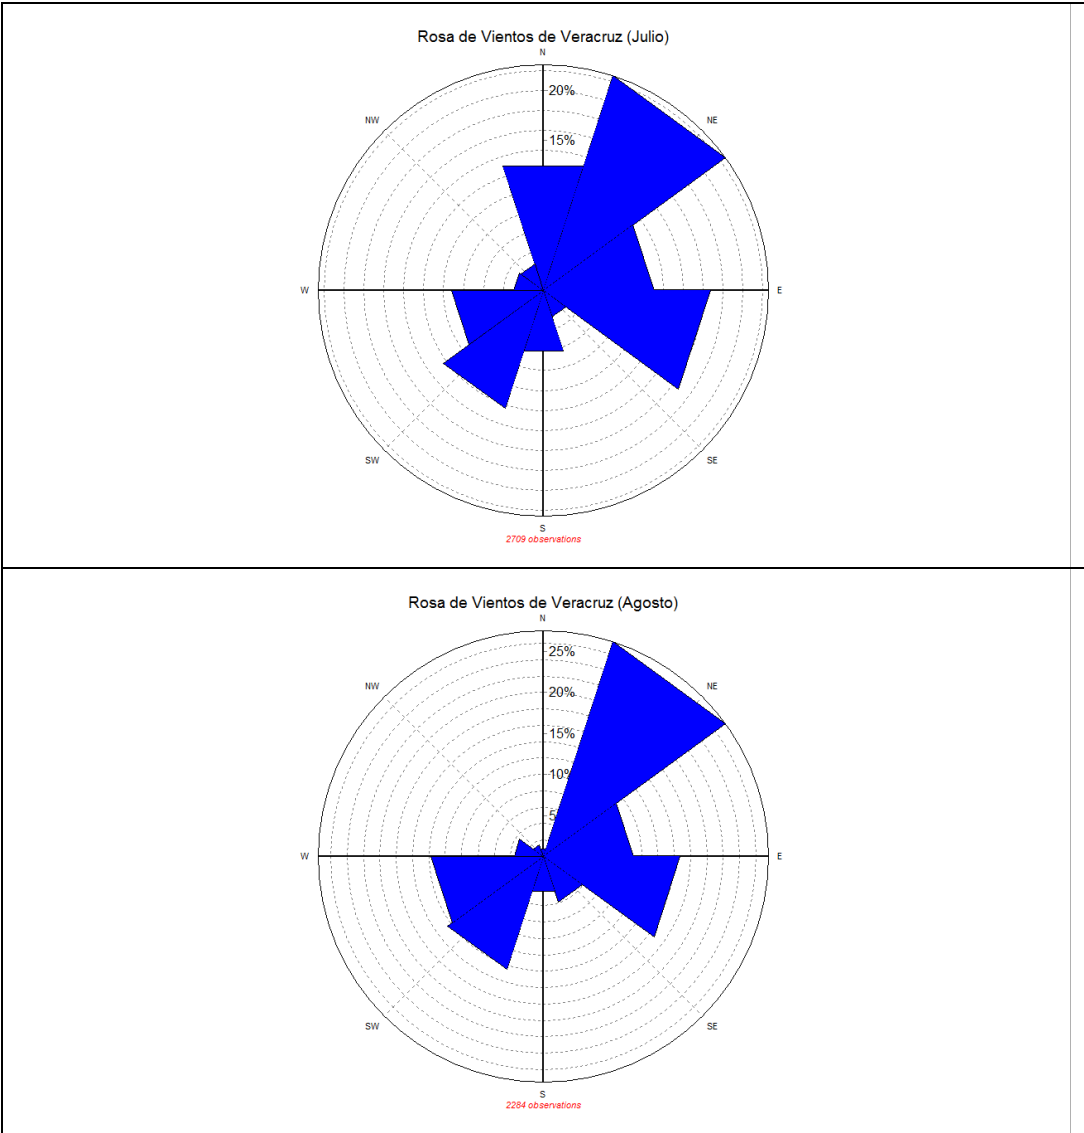 Rosa de Vientos de Veracruz (Julio)
N
20%
NW
NE
15%
W
E
SW
SE
S
2709 observations
Rosa de Vientos de Veracruz (Agosto)
N
25%
NW
NE
20%
15%
10%
5
W
E
SW
SE
S
2284 observations